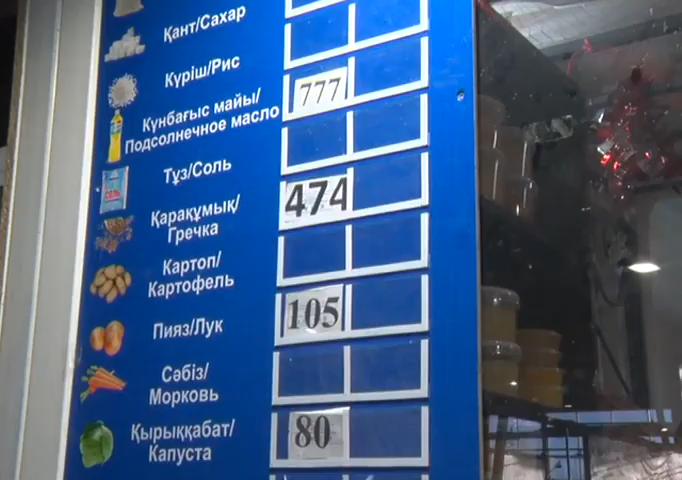 Қант/Сахар
Күріш/Рис
777
Күнбағыс майы/
Подсолнечное масло
Тұз/Соль
СОЛЬ
474
Қарақұмық/
Гречка
Картоп/
Картофель
105
Пияз/Лук
Сәбіз/
Морковь
80
Қырыққабат/
Капуста